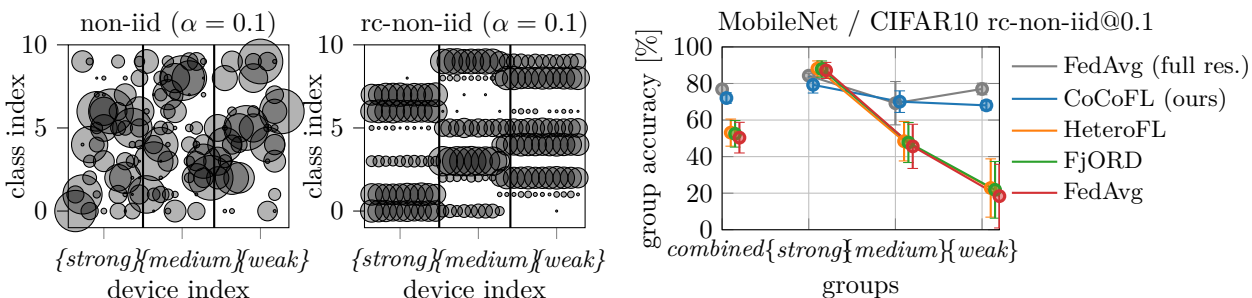 non-iid (α = 0.1)
10
5
0
class index
{strong}
{medium}
{weak}
device index
rc-non-iid (α = 0.1)
10
5
0
class index
{strong}
{medium}
{weak}
device index
MobileNet / CIFAR10 rc-non-iid@0.1
100
80
60
40
20
0
group accuracy [%]
combined
{strong}
{medium}
{weak}
groups
FedAvg (full res.)
CoCoFL (ours)
HeteroFL
FjORD
FedAvg